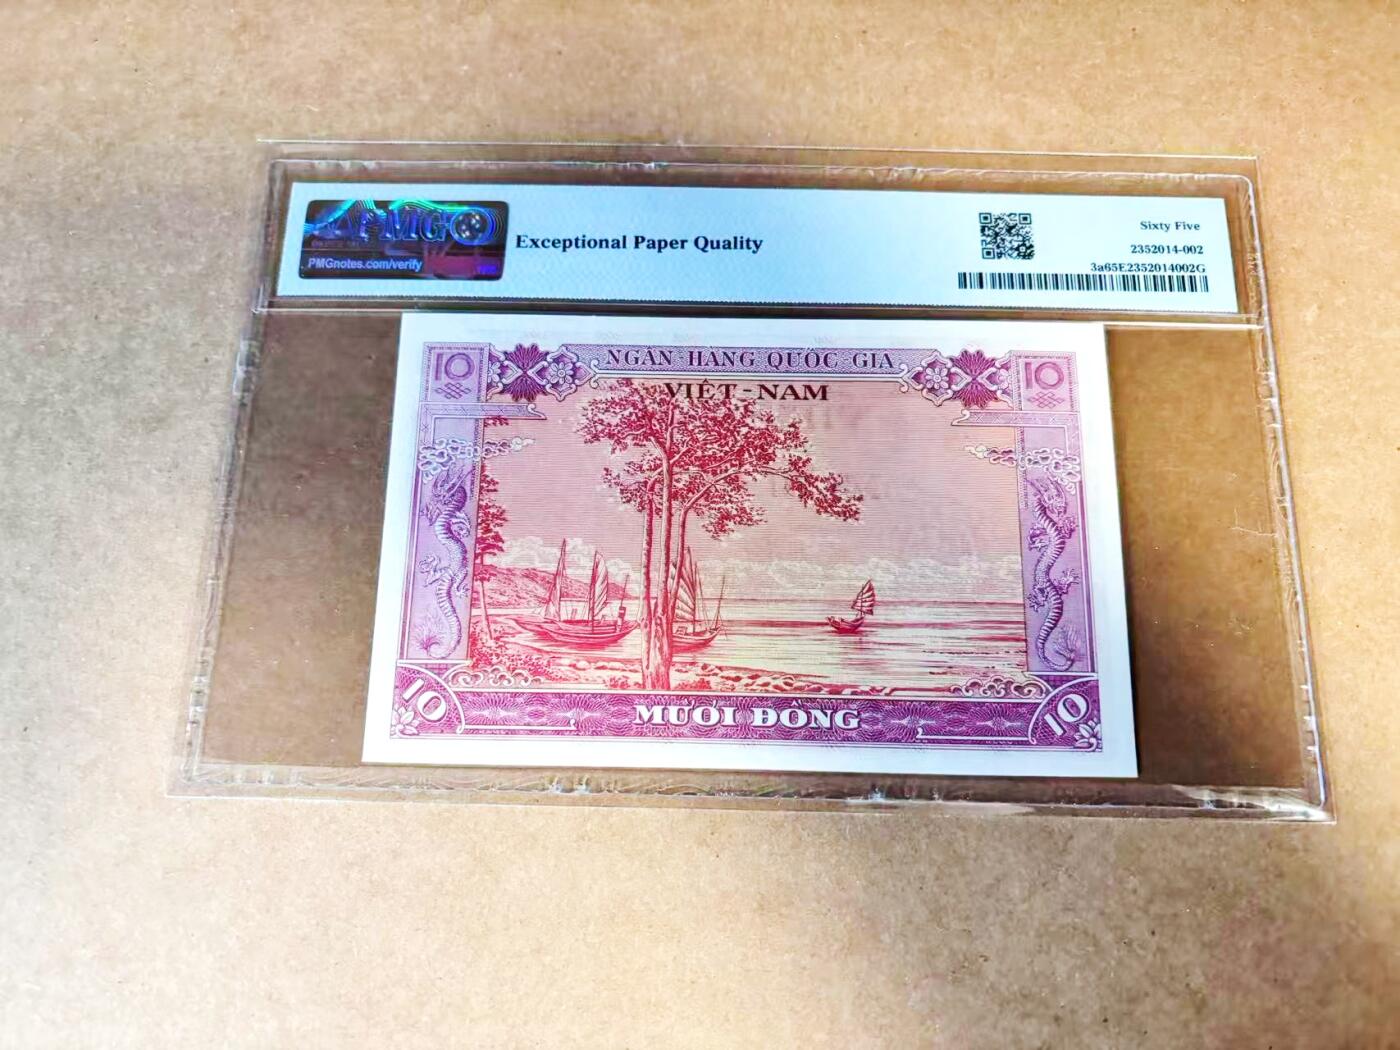 PMG
PMGnotes.com/verify
Exceptional Paper Quality
Sixty Five
2352014-002
3a65E2352014002G
10
NGÂN-HÀNG QUỐC-GIA
10
VIỆT-NAM
10
MƯỜI ĐỒNG
10